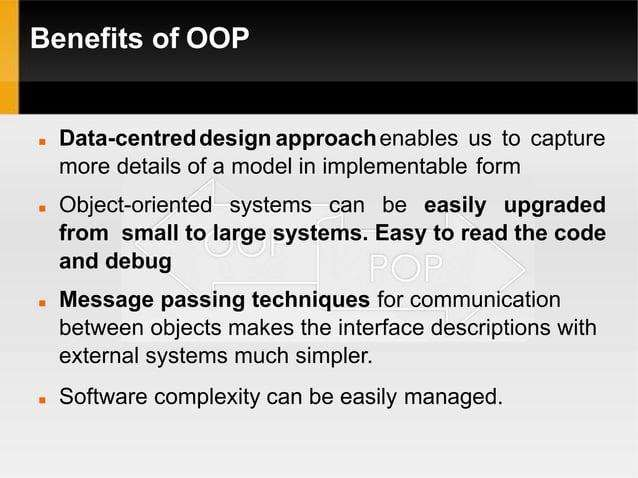 Benefits of OOP
Data-centred design approach enables us to capture
more details of a model in implementable form
Object-oriented systems can be easily upgraded
from small to large systems. Easy to read the code
and debug
OOP
POP
Message passing techniques for communication
between objects makes the interface descriptions with
external systems much simpler.
Software complexity can be easily managed.